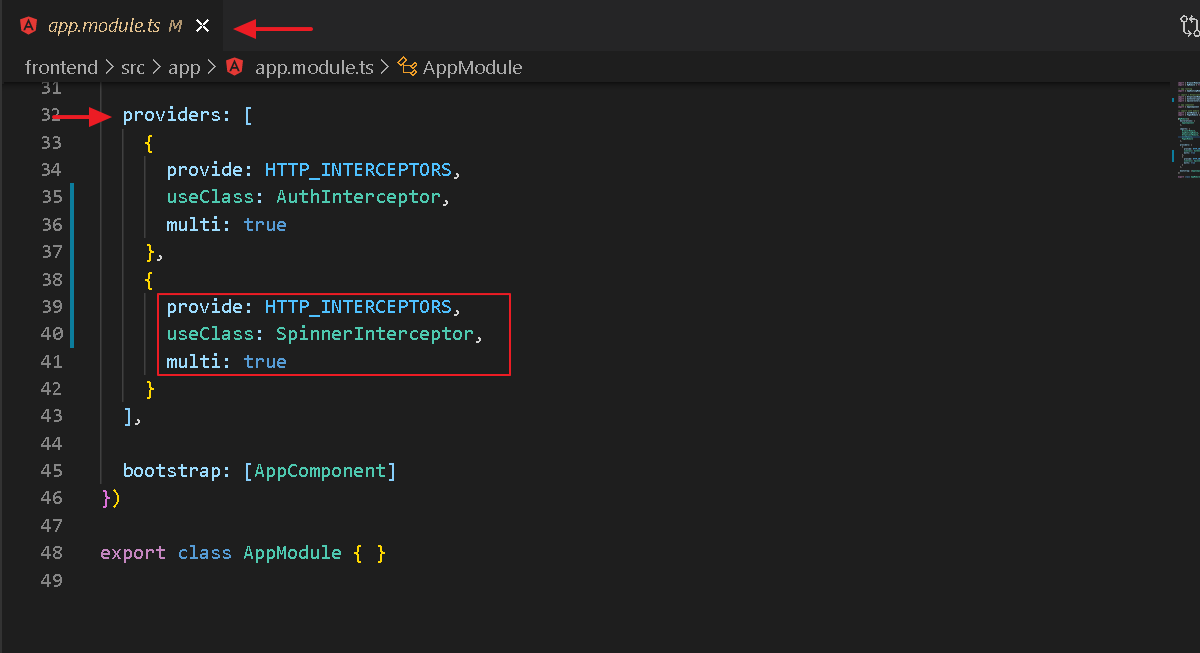 app.module.ts M
frontend > src > app > app.module.ts > AppModule
31
32 providers: [
33 {
34 provide: HTTP_INTERCEPTORS,
35 useClass: AuthInterceptor,
36 multi: true
37 },
38 {
39 provide: HTTP_INTERCEPTORS,
40 useClass: SpinnerInterceptor,
41 multi: true
42 }
43 ],
44
45 bootstrap: [AppComponent]
46 })
47
48 export class AppModule { }
49